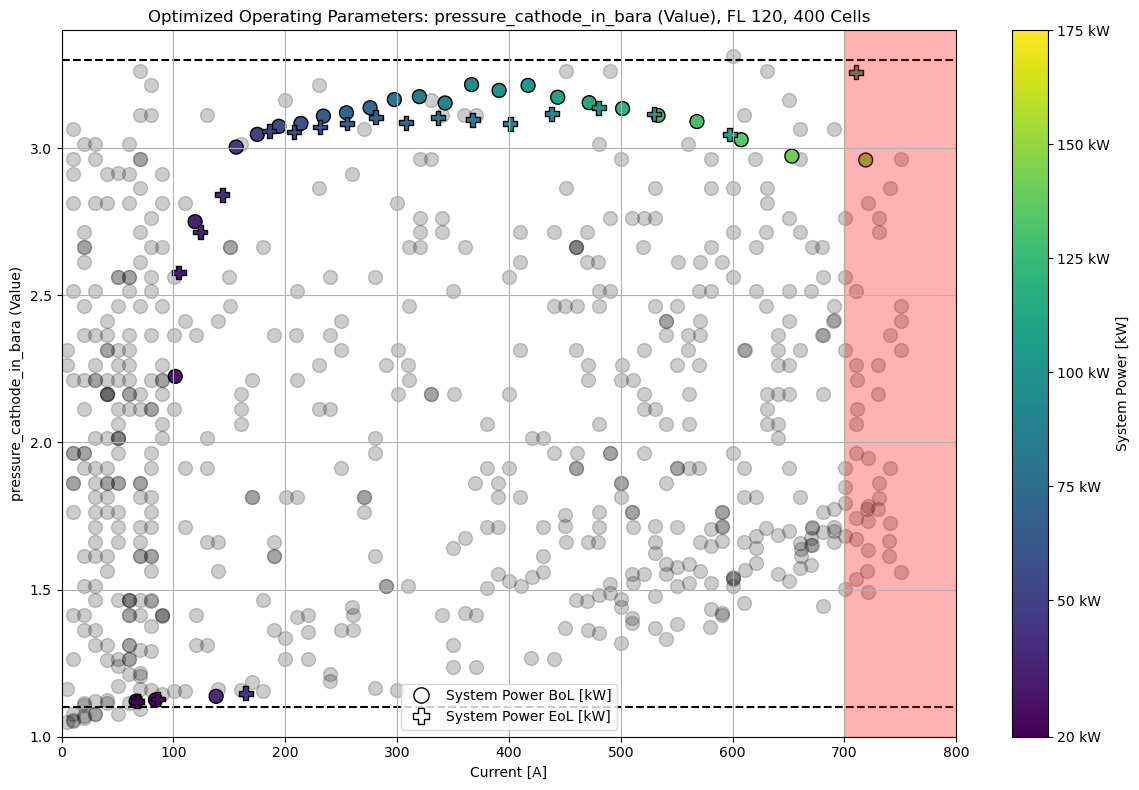 Optimized Operating Parameters: pressure_cathode_in_bara (Value), FL 120, 400 Cells
pressure_cathode_in_bara (Value)
3.0
2.5
2.0
1.5
1.0
0
100
200
300
400
500
600
700
800
Current [A]
System Power BoL [kW]
System Power EoL [kW]
175 kW
150 kW
125 kW
100 kW
75 kW
50 kW
20 kW
System Power [kW]